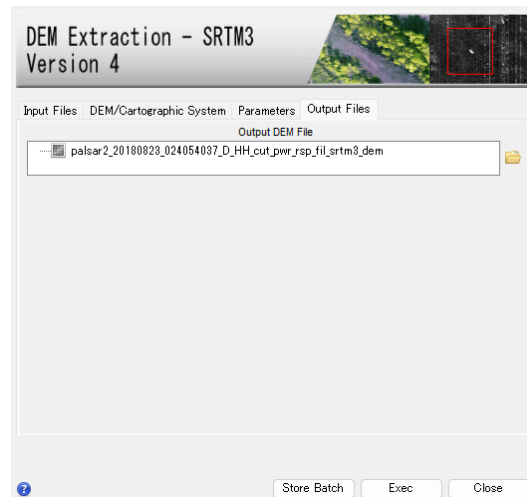 DEM Extraction - SRTM3
Version 4
Input Files DEM/Cartographic System Parameters Output Files
Output DEM File
palsar2_20180823_024054037_D_HH_cut_pwr_rsp_fil_srtm3_dem
? Store Batch Exec Close